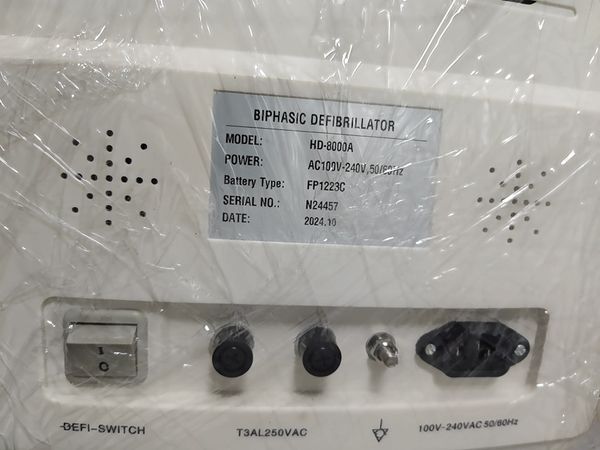 BIPHASIC DEFIBRILLATOR
MODEL: HD-8000A
POWER: AC100V-240V,50/60Hz
Battery Type: FP1223C
SERIAL NO.: N24457
DATE: 2024.10
I
O
DEFI-SWITCH
T3AL250VAC
100V-240VAC 50/60Hz